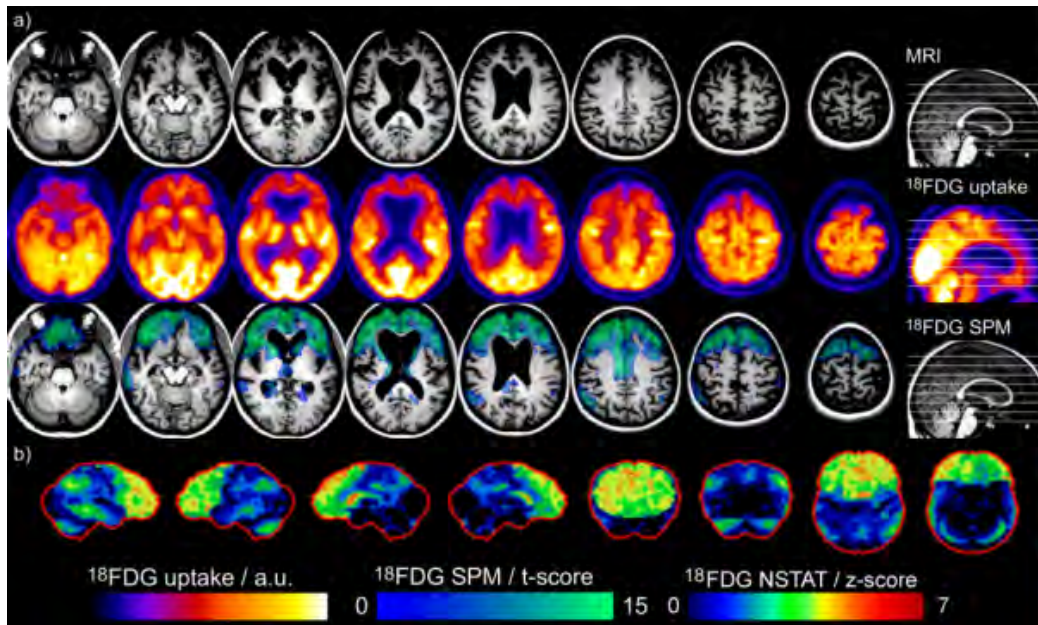 a)
MRI
¹⁸FDG uptake
¹⁸FDG SPM
b)
¹⁸FDG uptake / a.u.
¹⁸FDG SPM / t-score
¹⁸FDG NSTAT / z-score
0
15
0
7